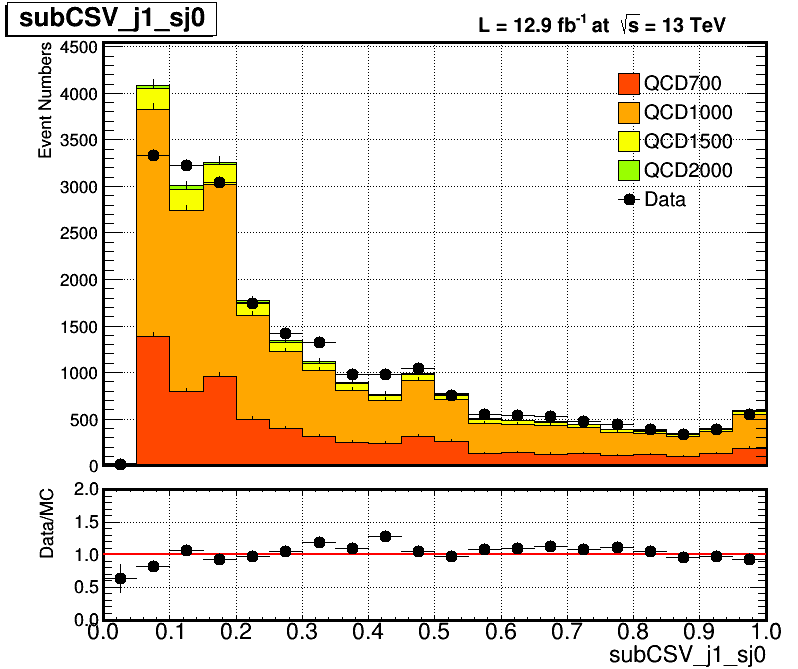 subCSV_j1_sj0
L = 12.9 fb⁻¹ at √s = 13 TeV
Event Numbers
4500
4000
3500
3000
2500
2000
1500
1000
500
0
QCD700
QCD1000
QCD1500
QCD2000
Data
Data/MC
2.0
1.5
1.0
0.5
0.0
0.0 0.1 0.2 0.3 0.4 0.5 0.6 0.7 0.8 0.9 1.0
subCSV_j1_sj0